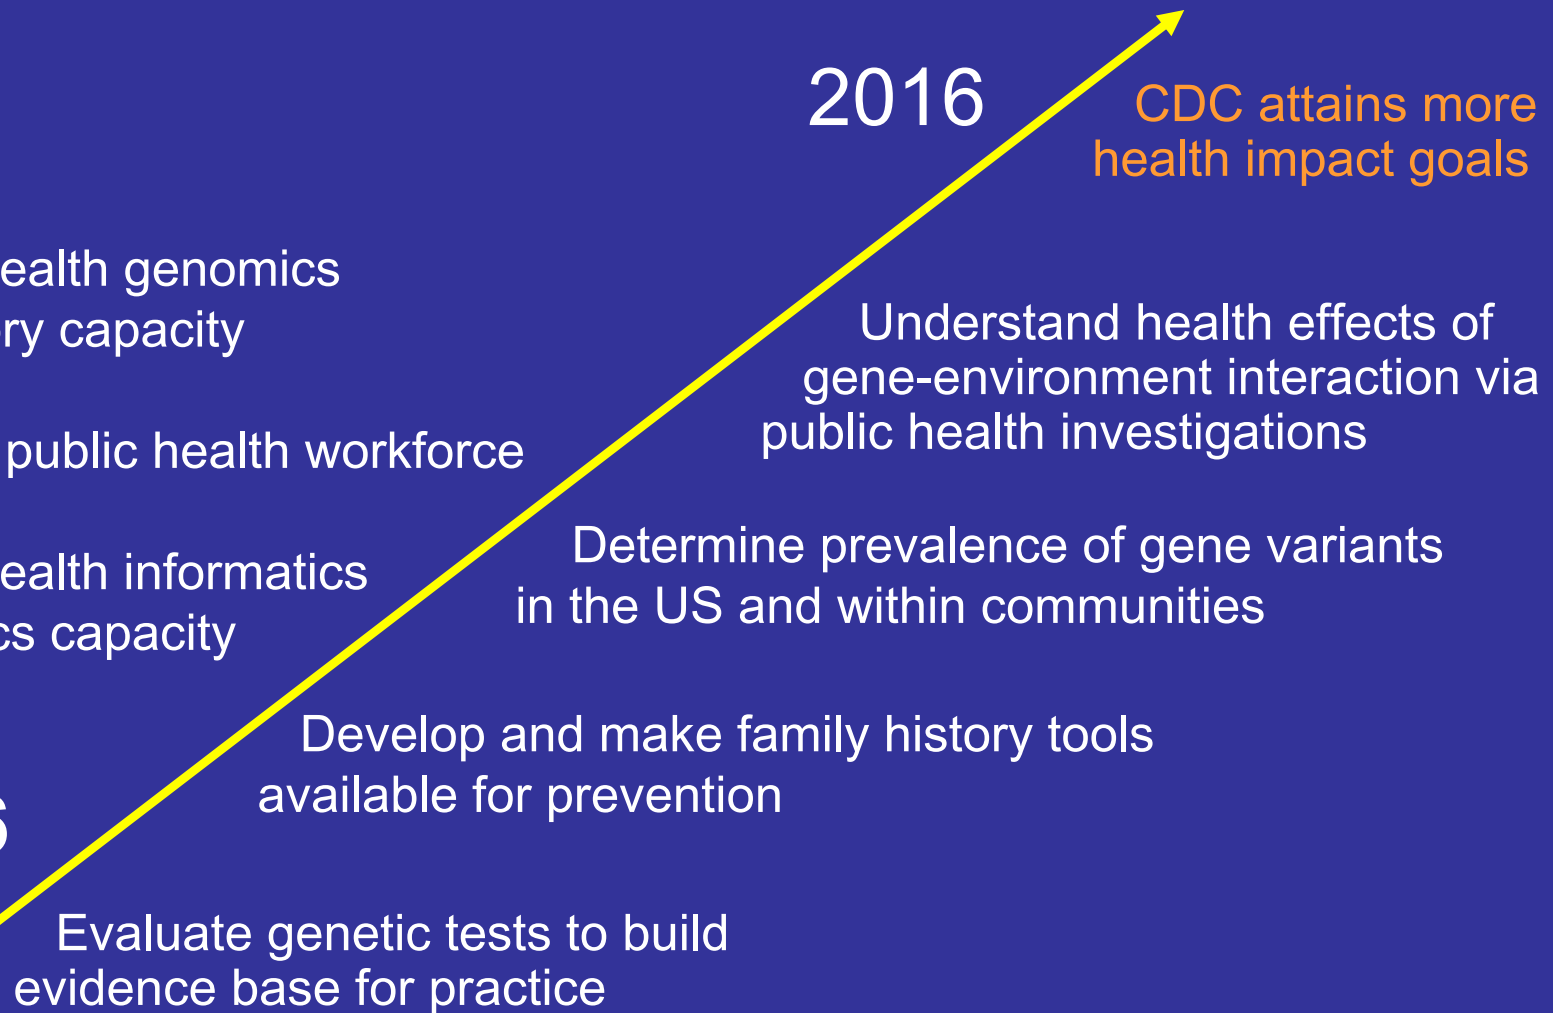 2016
CDC attains more
health impact goals
ealth genomics
ry capacity
public health workforce
ealth informatics
cs capacity
Understand health effects of
gene-environment interaction via
public health investigations
Determine prevalence of gene variants
in the US and within communities
Develop and make family history tools
available for prevention
6
Evaluate genetic tests to build
evidence base for practice